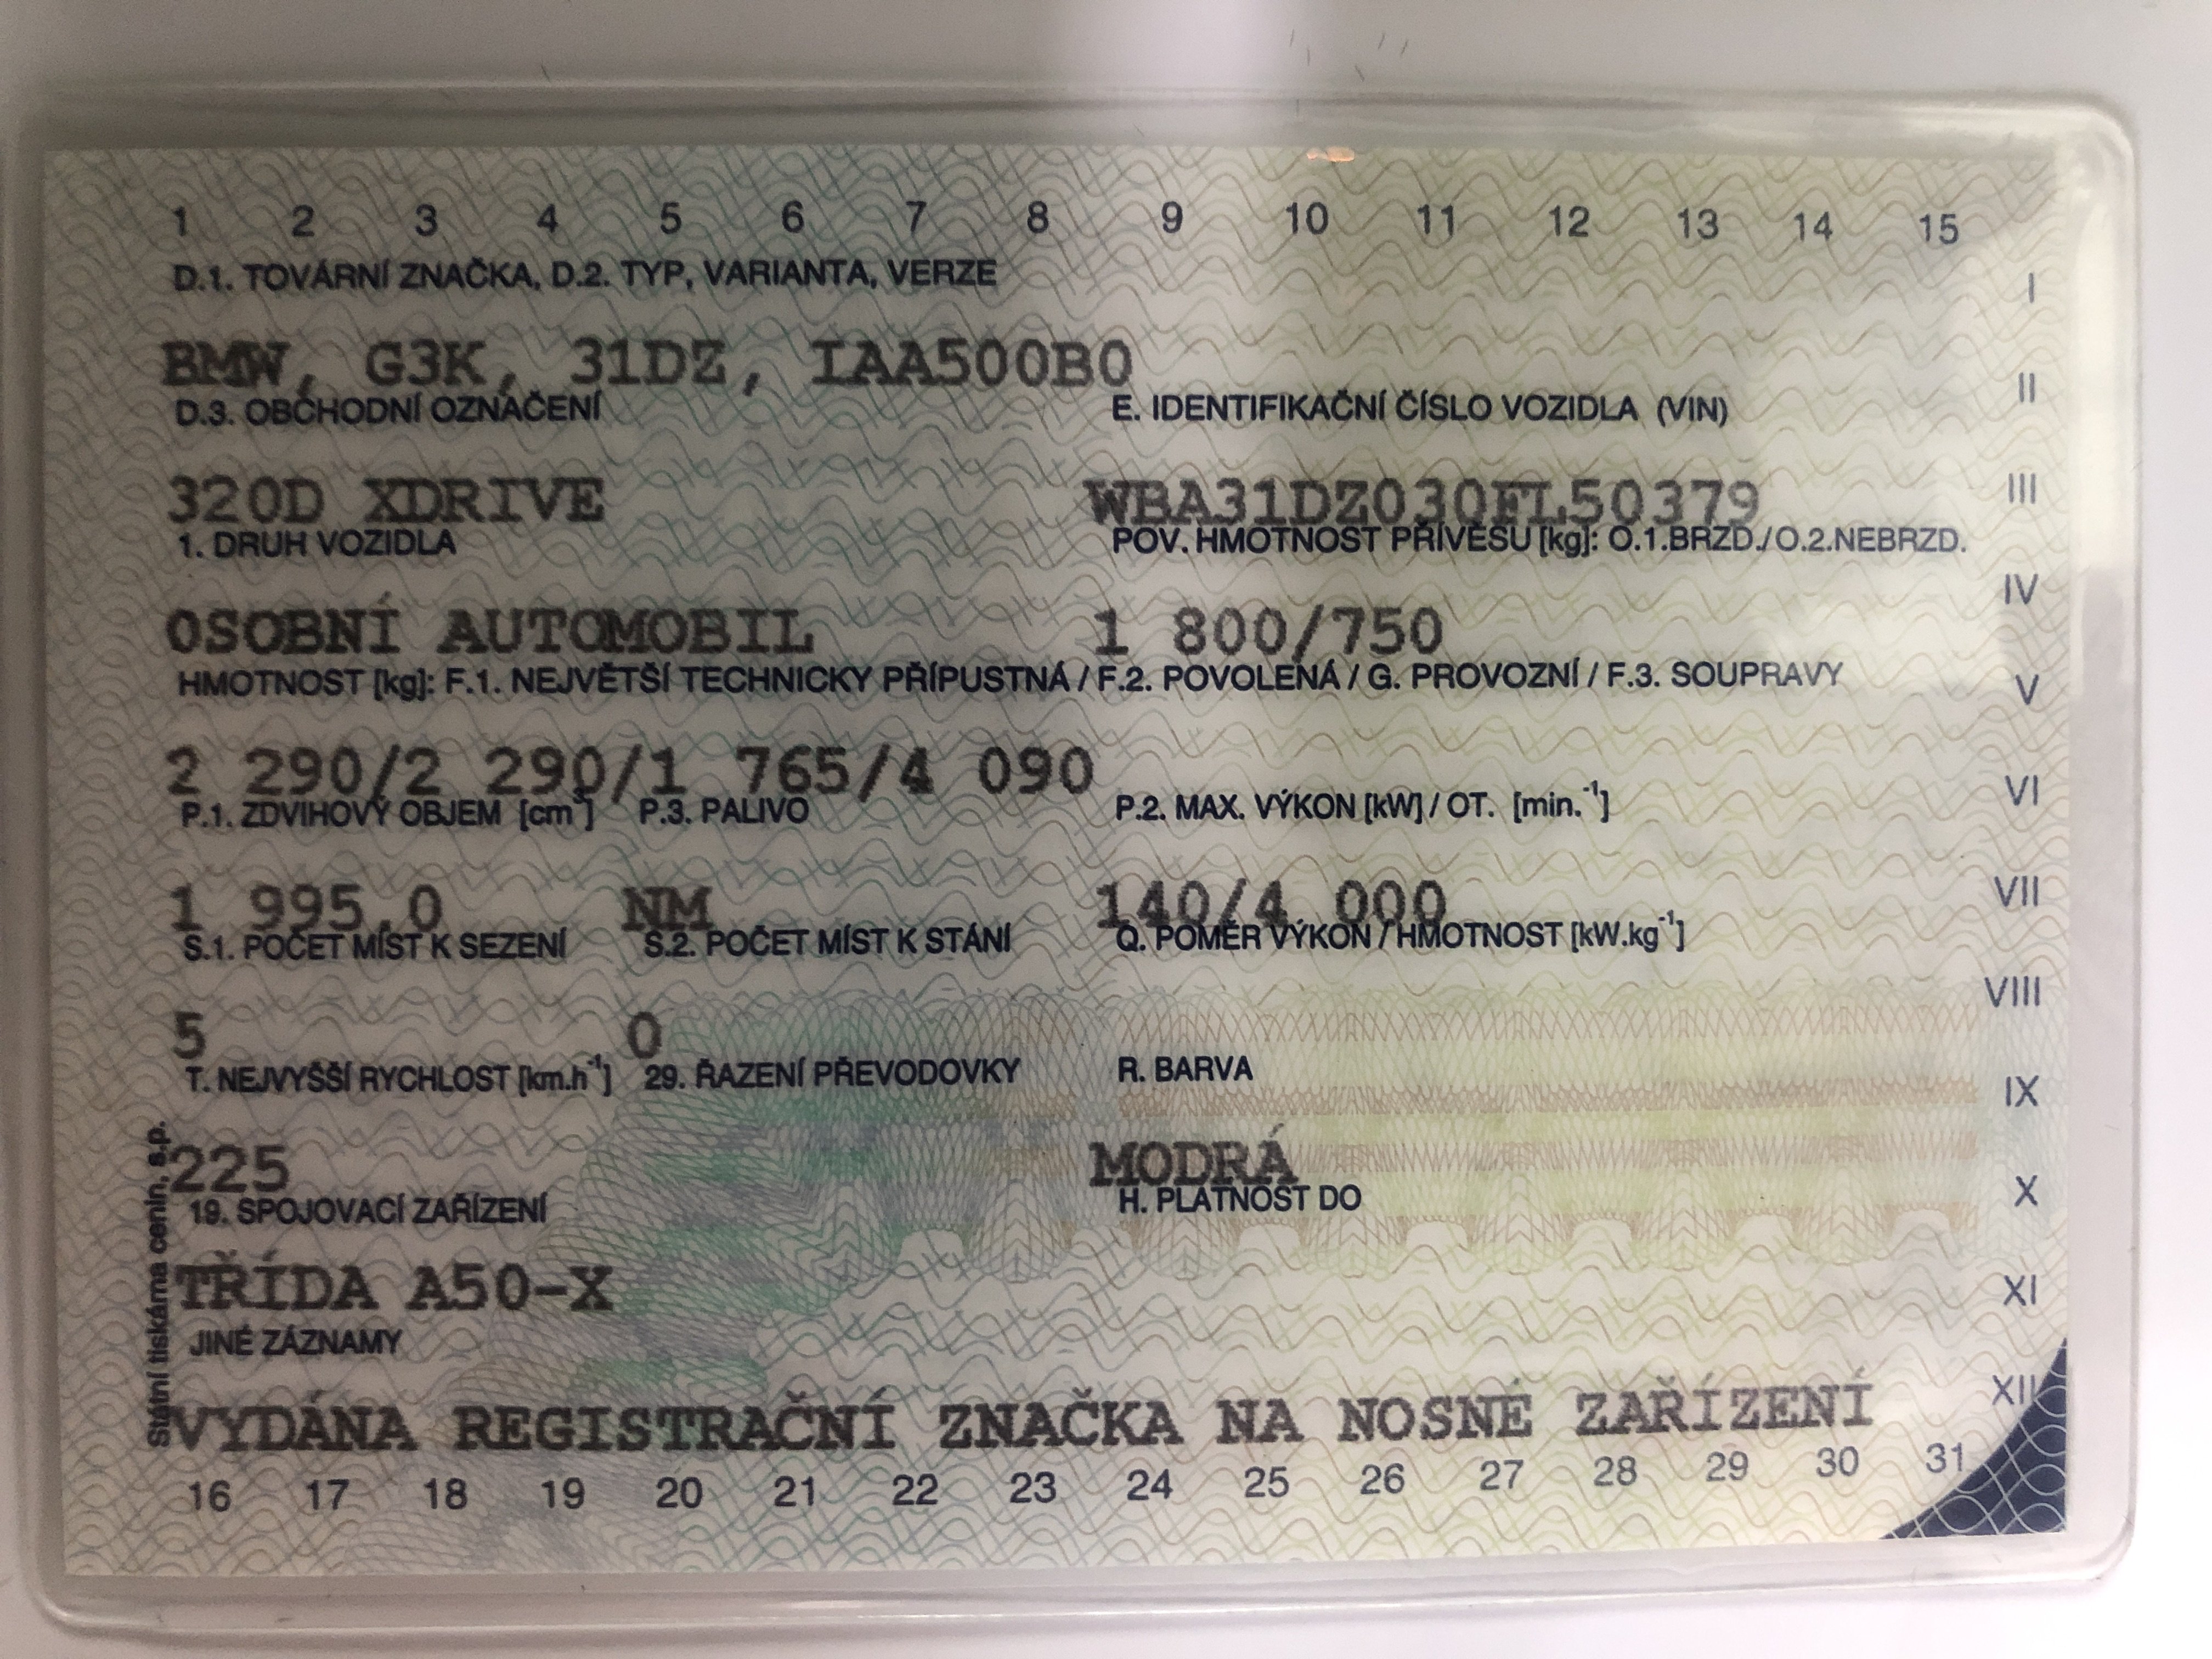 1 2 3 4 5 6 7 8 9 10 11 12 13 14 15
D.1. TOVÁRNÍ ZNAČKA, D.2. TYP, VARIANTA, VERZE
I
BMW, G3K, 31DZ, IAA500B0
II
D.3. OBCHODNÍ OZNAČENÍ E. IDENTIFIKAČNÍ ČÍSLO VOZIDLA (VIN)
320D XDRIVE WBA31DZ030FL50379
III
1. DRUH VOZIDLA POV. HMOTNOST PŘÍVĚSU [kg]: O.1.BRZD./O.2.NEBRZD.
IV
OSOBNÍ AUTOMOBIL 1 800/750
HMOTNOST [kg]: F.1. NEJVĚTŠÍ TECHNICKY PŘÍPUSTNÁ / F.2. POVOLENÁ / G. PROVOZNÍ / F.3. SOUPRAVY
V
2 290/2 290/1 765/4 090
VI
P.1. ZDVIHOVÝ OBJEM [cm³] P.3. PALIVO P.2. MAX. VÝKON [kW] / OT. [min.⁻¹]
1 995,0 NM 140/4 000
VII
S.1. POČET MÍST K SEZENÍ S.2. POČET MÍST K STÁNÍ Q. POMĚR VÝKON / HMOTNOST [kW.kg⁻¹]
VIII
5 0
T. NEJVYŠŠÍ RYCHLOST [km.h⁻¹] 29. ŘAZENÍ PŘEVODOVKY R. BARVA
IX
225 MODRÁ
X
19. SPOJOVACÍ ZAŘÍZENÍ H. PLATNOST DO
TŘÍDA A50-X
XI
JINÉ ZÁZNAMY
XII
VYDÁNA REGISTRAČNÍ ZNAČKA NA NOSNÉ ZAŘÍZENÍ
16 17 18 19 20 21 22 23 24 25 26 27 28 29 30 31
Státní tiskárna cenin, s.p.